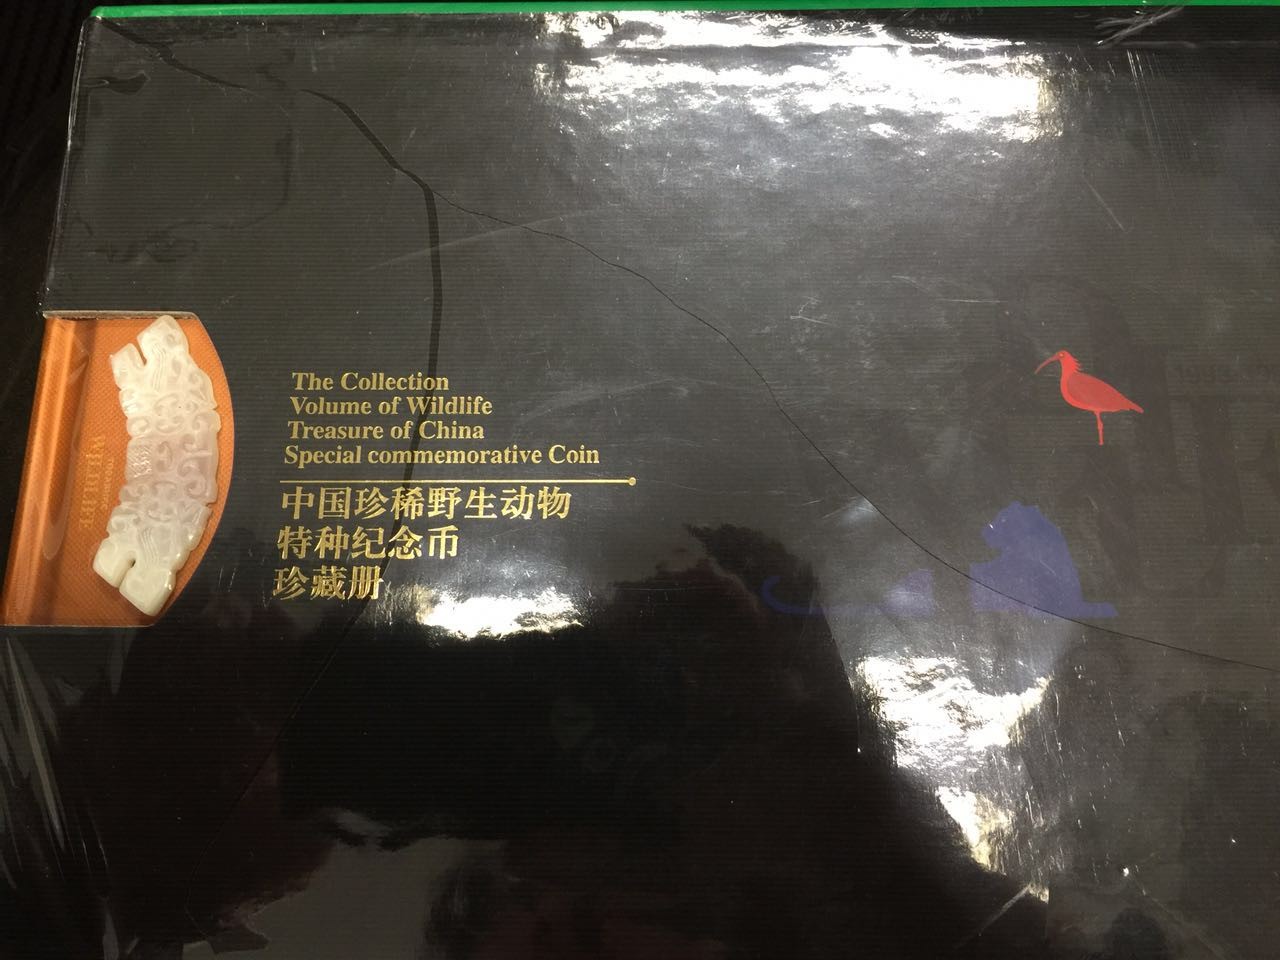 The Collection
Volume of Wildlife
Treasure of China
Special commemorative Coin
中国珍稀野生动物
特种纪念币
珍藏册
WILDLIFE